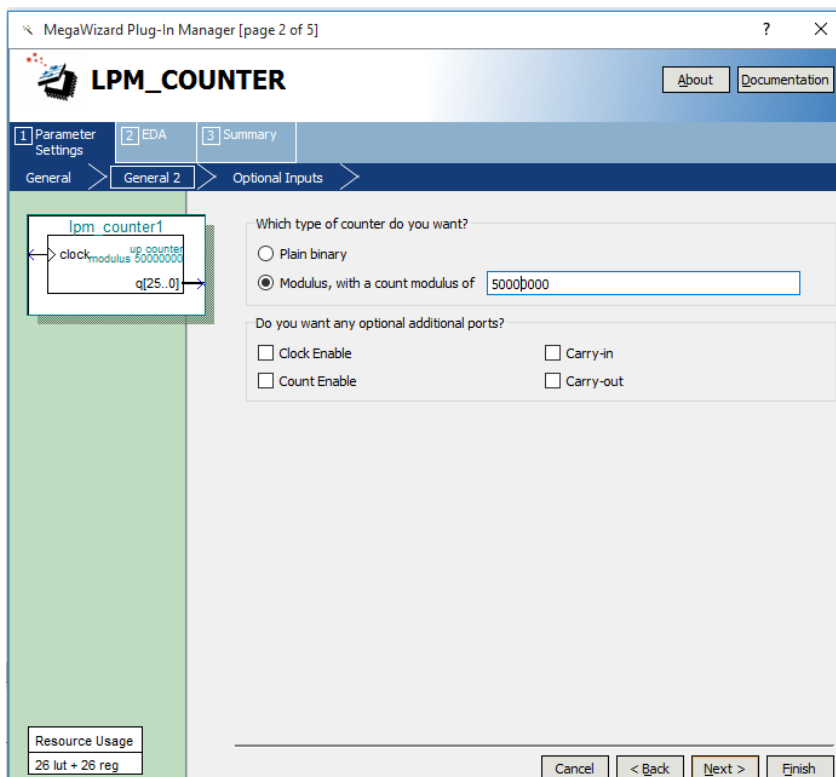 MegaWizard Plug-In Manager [page 2 of 5]
?
LPM_COUNTER
About
Documentation
1 Parameter Settings
2 EDA
3 Summary
General
General 2
Optional Inputs
lpm_counter1
clock
up counter
modulus 50000000
q[25..0]
Which type of counter do you want?
Plain binary
Modulus, with a count modulus of
50000000
Do you want any optional additional ports?
Clock Enable
Carry-in
Count Enable
Carry-out
Resource Usage
26 lut + 26 reg
Cancel
< Back
Next >
Finish